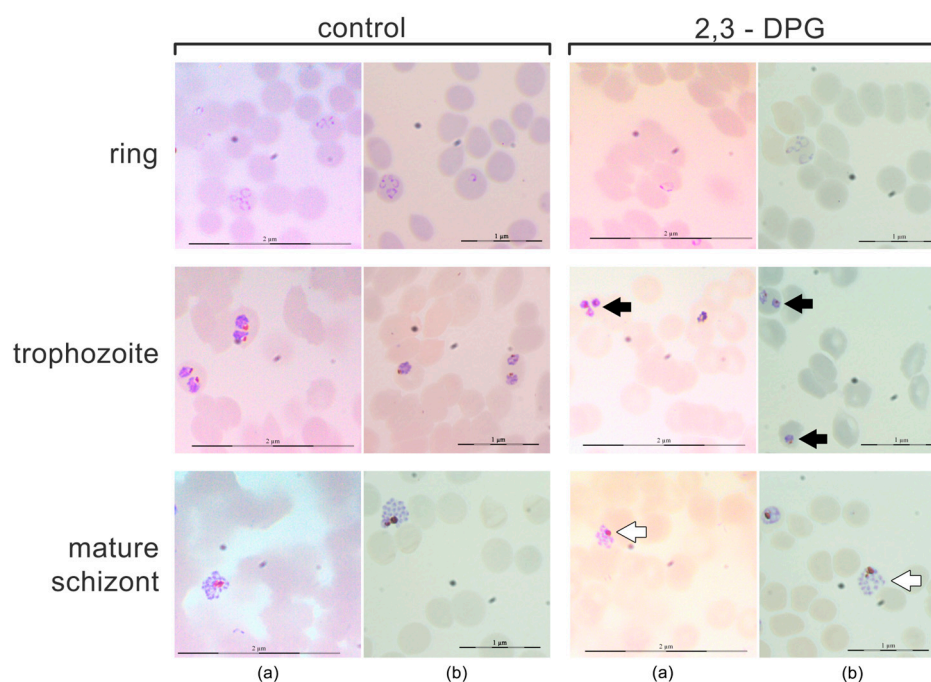 control 2,3 - DPG
ring
2 µm 1 µm 2 µm 1 µm
trophozoite
2 µm 1 µm 2 µm 1 µm
mature
schizont
2 µm 1 µm 2 µm 1 µm
(a) (b) (a) (b)